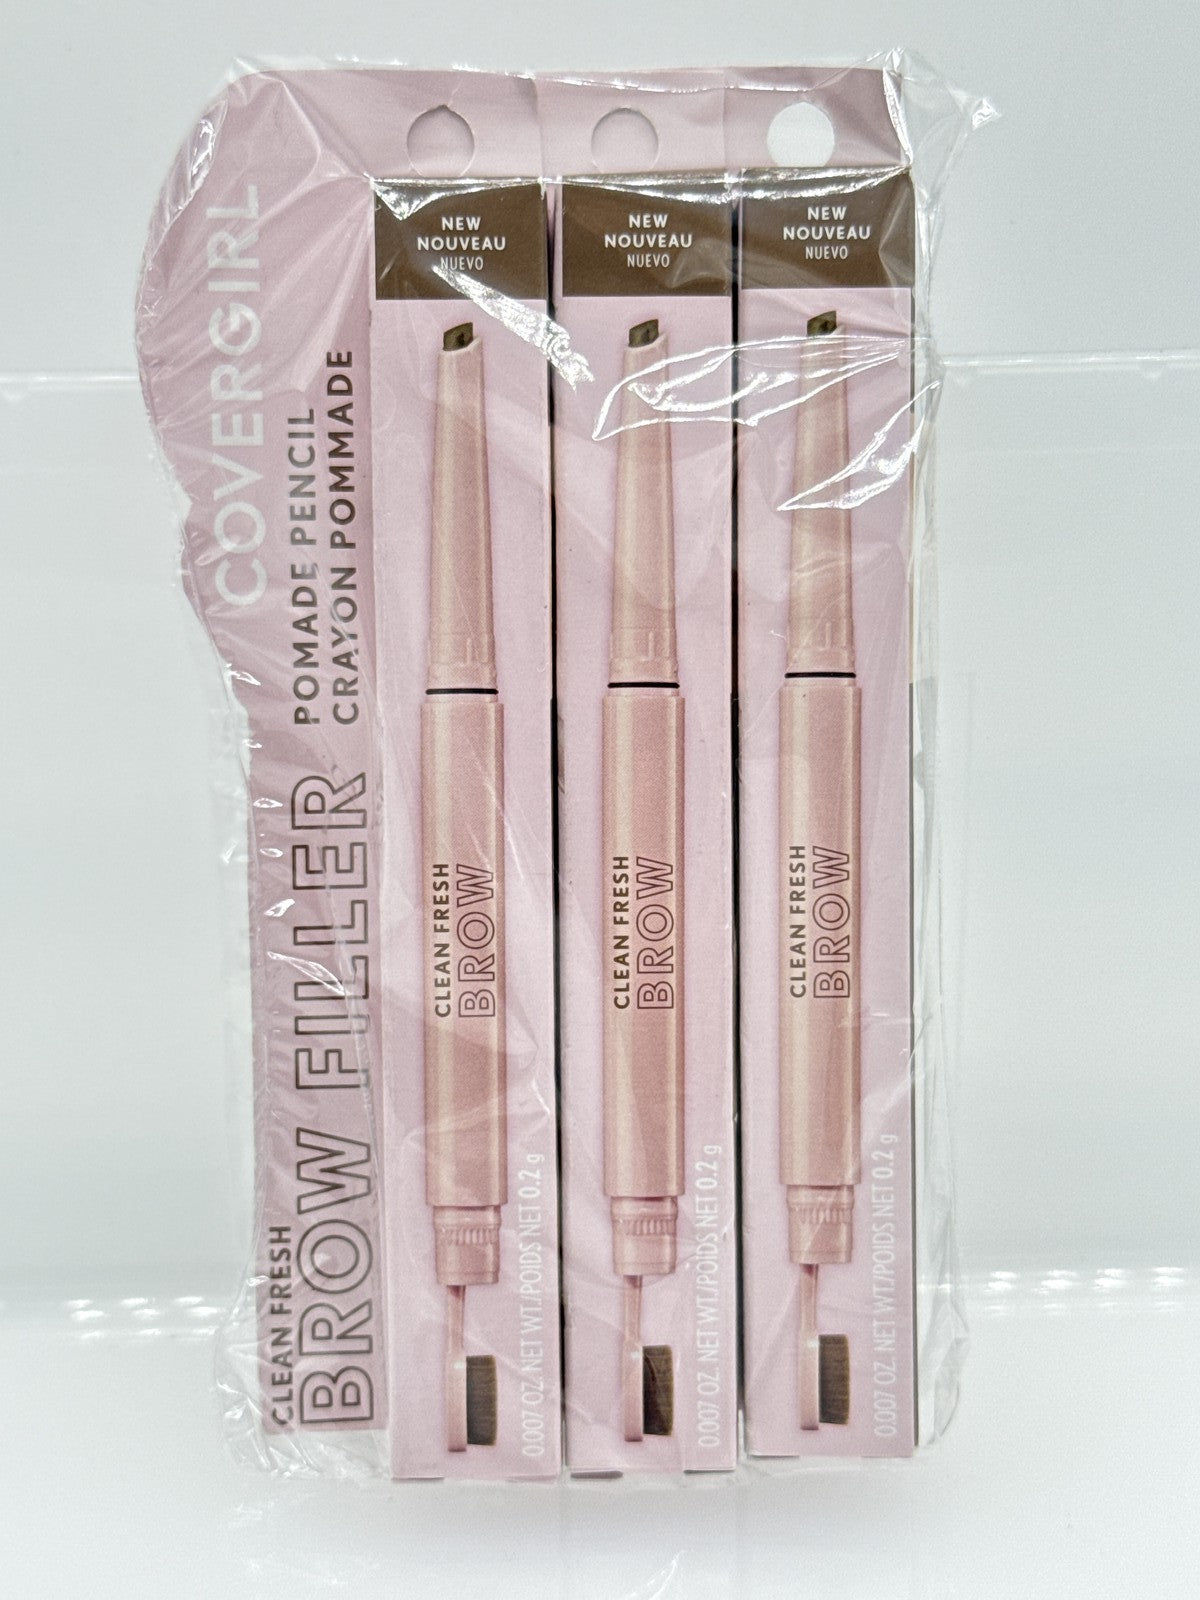 COVERGIRL
POMADE PENCIL
CRAYON POMMADE
CLEAN FRESH
BROW FILLER
NEW
NOUVEAU
NUEVO
CLEAN FRESH
BROW
0.007 OZ. NET WT./POIDS NET 0.2 g
NEW
NOUVEAU
NUEVO
CLEAN FRESH
BROW
0.007 OZ. NET WT./POIDS NET 0.2 g
NEW
NOUVEAU
NUEVO
CLEAN FRESH
BROW
0.007 OZ. NET WT./POIDS NET 0.2 g